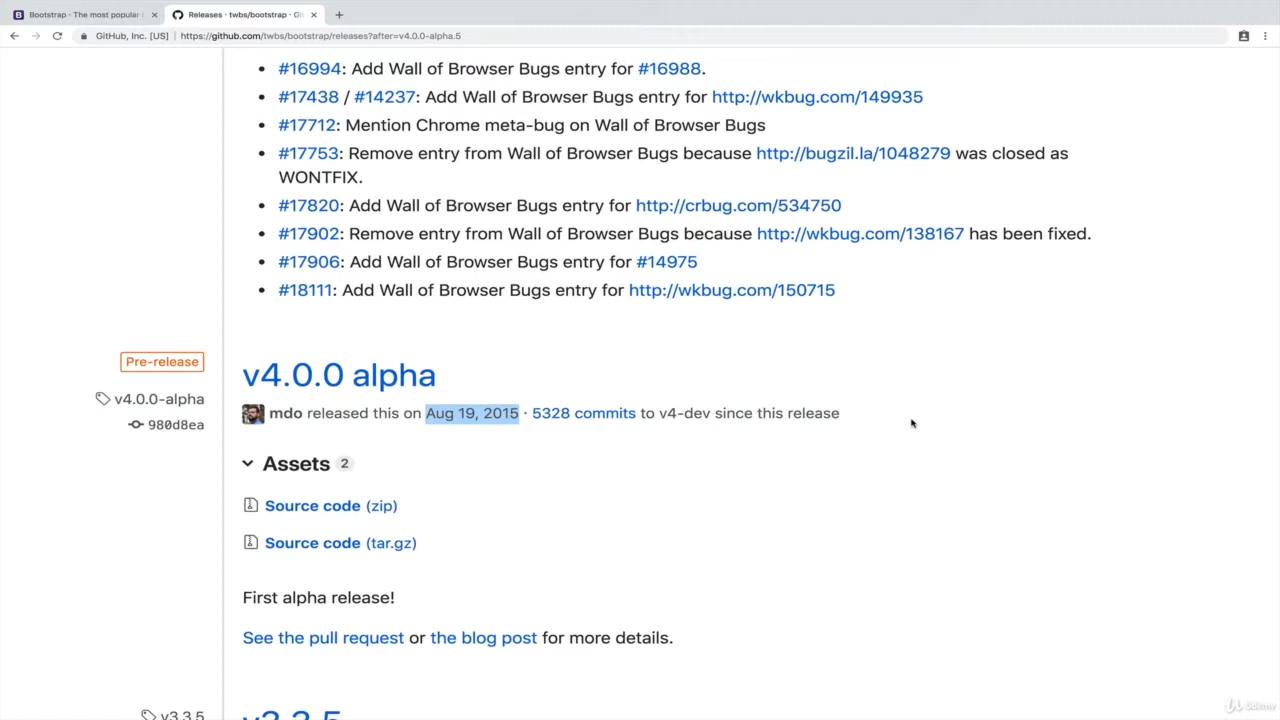 Bootstrap · The most popular
Releases · twbs/bootstrap · Git
GitHub, Inc. [US] | https://github.com/twbs/bootstrap/releases?after=v4.0.0-alpha.5
• #16994: Add Wall of Browser Bugs entry for #16988.
• #17438 / #14237: Add Wall of Browser Bugs entry for http://wkbug.com/149935
• #17712: Mention Chrome meta-bug on Wall of Browser Bugs
• #17753: Remove entry from Wall of Browser Bugs because http://bugzil.la/1048279 was closed as
WONTFIX.
• #17820: Add Wall of Browser Bugs entry for http://crbug.com/534750
• #17902: Remove entry from Wall of Browser Bugs because http://wkbug.com/138167 has been fixed.
• #17906: Add Wall of Browser Bugs entry for #14975
• #18111: Add Wall of Browser Bugs entry for http://wkbug.com/150715
Pre-release
v4.0.0-alpha
980d8ea
v4.0.0 alpha
mdo released this on Aug 19, 2015 · 5328 commits to v4-dev since this release
Assets 2
Source code (zip)
Source code (tar.gz)
First alpha release!
See the pull request or the blog post for more details.
v3.3.5
v3.3.5
Udemy